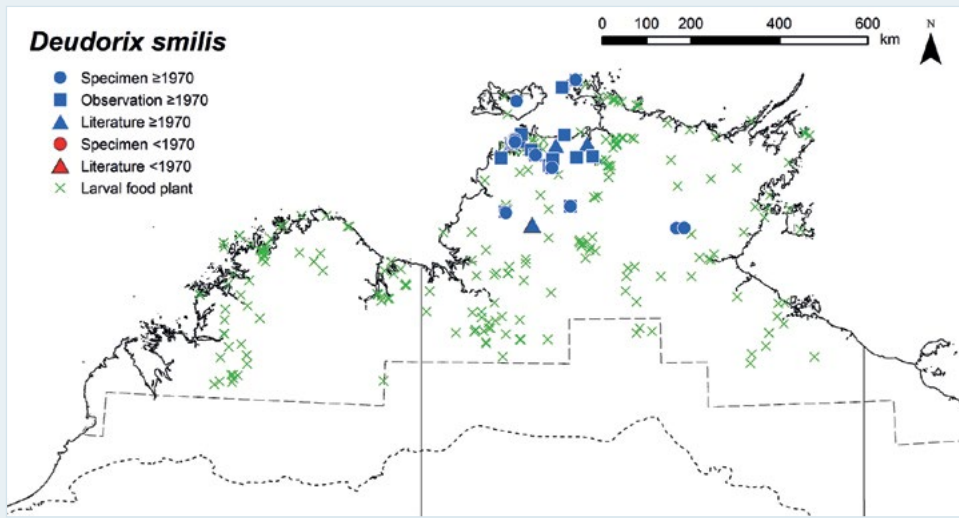 Deudorix smilis
Specimen ≥1970
Observation ≥1970
Literature ≥1970
Specimen <1970
Literature <1970
Larval food plant
0 100 200 400 600
km
N